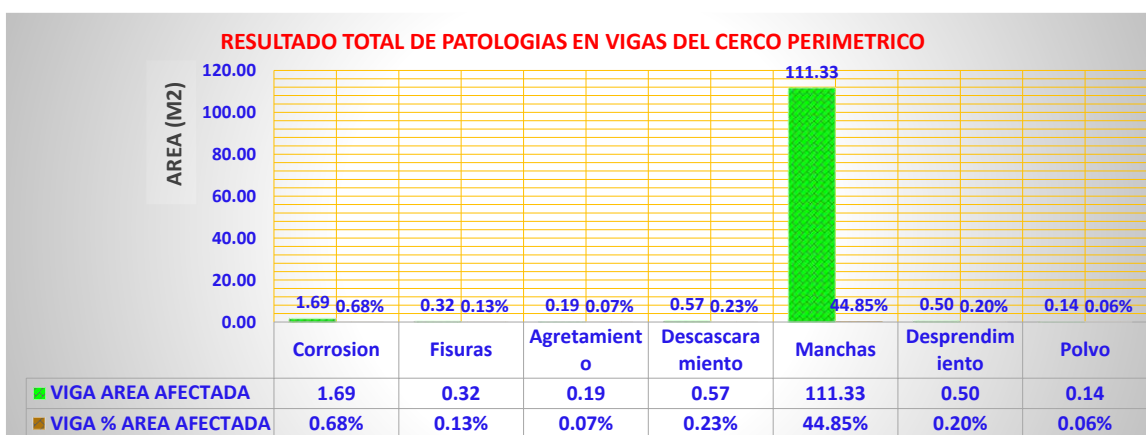 RESULTADO TOTAL DE PATOLOGIAS EN VIGAS DEL CERCO PERIMETRICO
AREA (M2)
120.00
100.00
80.00
60.00
40.00
20.00
0.00
1.69 0.68% 0.32 0.13% 0.19 0.07% 0.57 0.23% 111.33 44.85% 0.50 0.20% 0.14 0.06%
Corrosion Fisuras Agretamient
o Descascara
miento Manchas Desprendim
iento Polvo
VIGA AREA AFECTADA 1.69 0.32 0.19 0.57 111.33 0.50 0.14
VIGA % AREA AFECTADA 0.68% 0.13% 0.07% 0.23% 44.85% 0.20% 0.06%